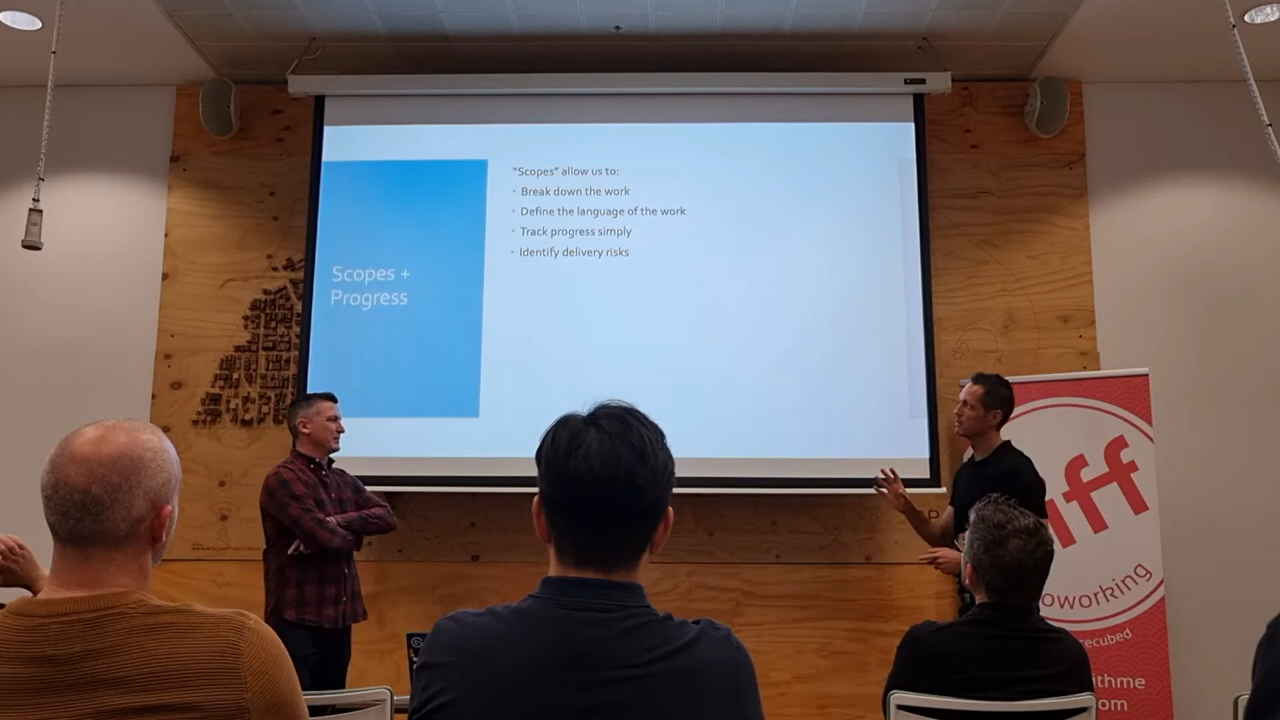 Scopes +
Progress
“Scopes” allow us to:
• Break down the work
• Define the language of the work
• Track progress simply
• Identify delivery risks
iff
oworking
ecubed
ithme
om